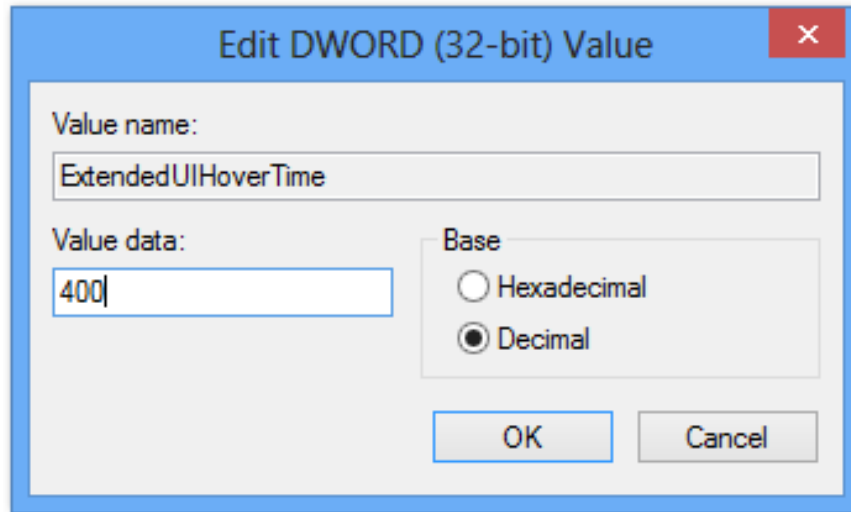 Edit DWORD (32-bit) Value
Value name:
ExtendedUIHoverTime
Value data:
400
Base
Hexadecimal
Decimal
OK
Cancel